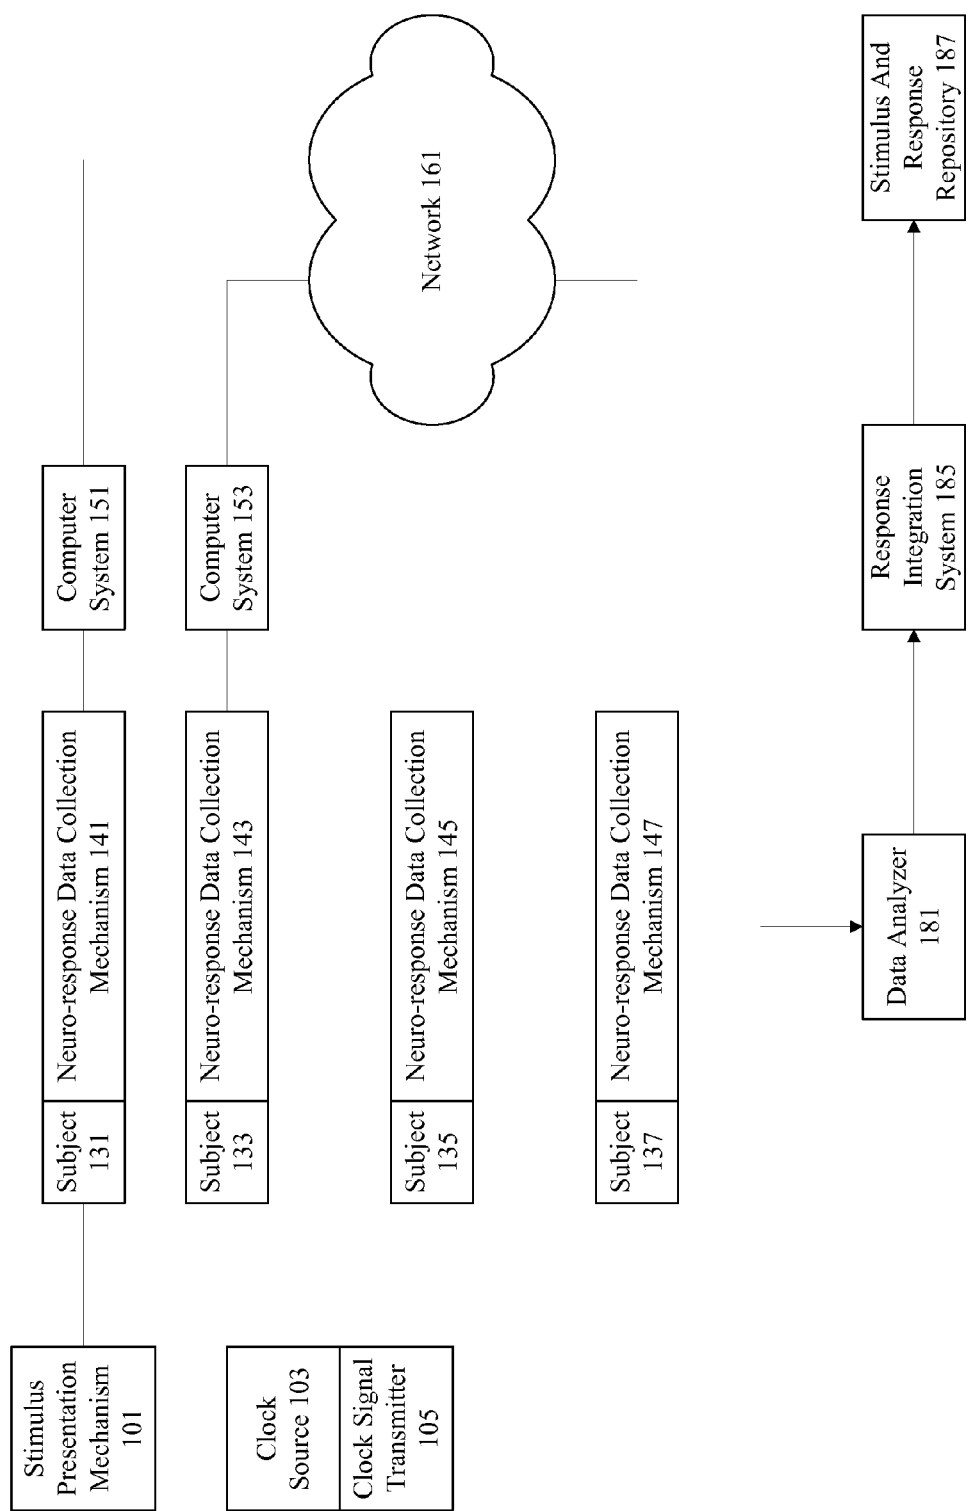 Stimulus
Presentation
Mechanism
101
Subject
131
Neuro-response Data Collection
Mechanism 141
Computer
System 151
Clock
Source 103
Clock Signal
Transmitter
105
Subject
133
Neuro-response Data Collection
Mechanism 143
Computer
System 153
Network 161
Subject
135
Neuro-response Data Collection
Mechanism 145
Subject
137
Neuro-response Data Collection
Mechanism 147
Data Analyzer
181
Response
Integration
System 185
Stimulus And
Response
Repository 187